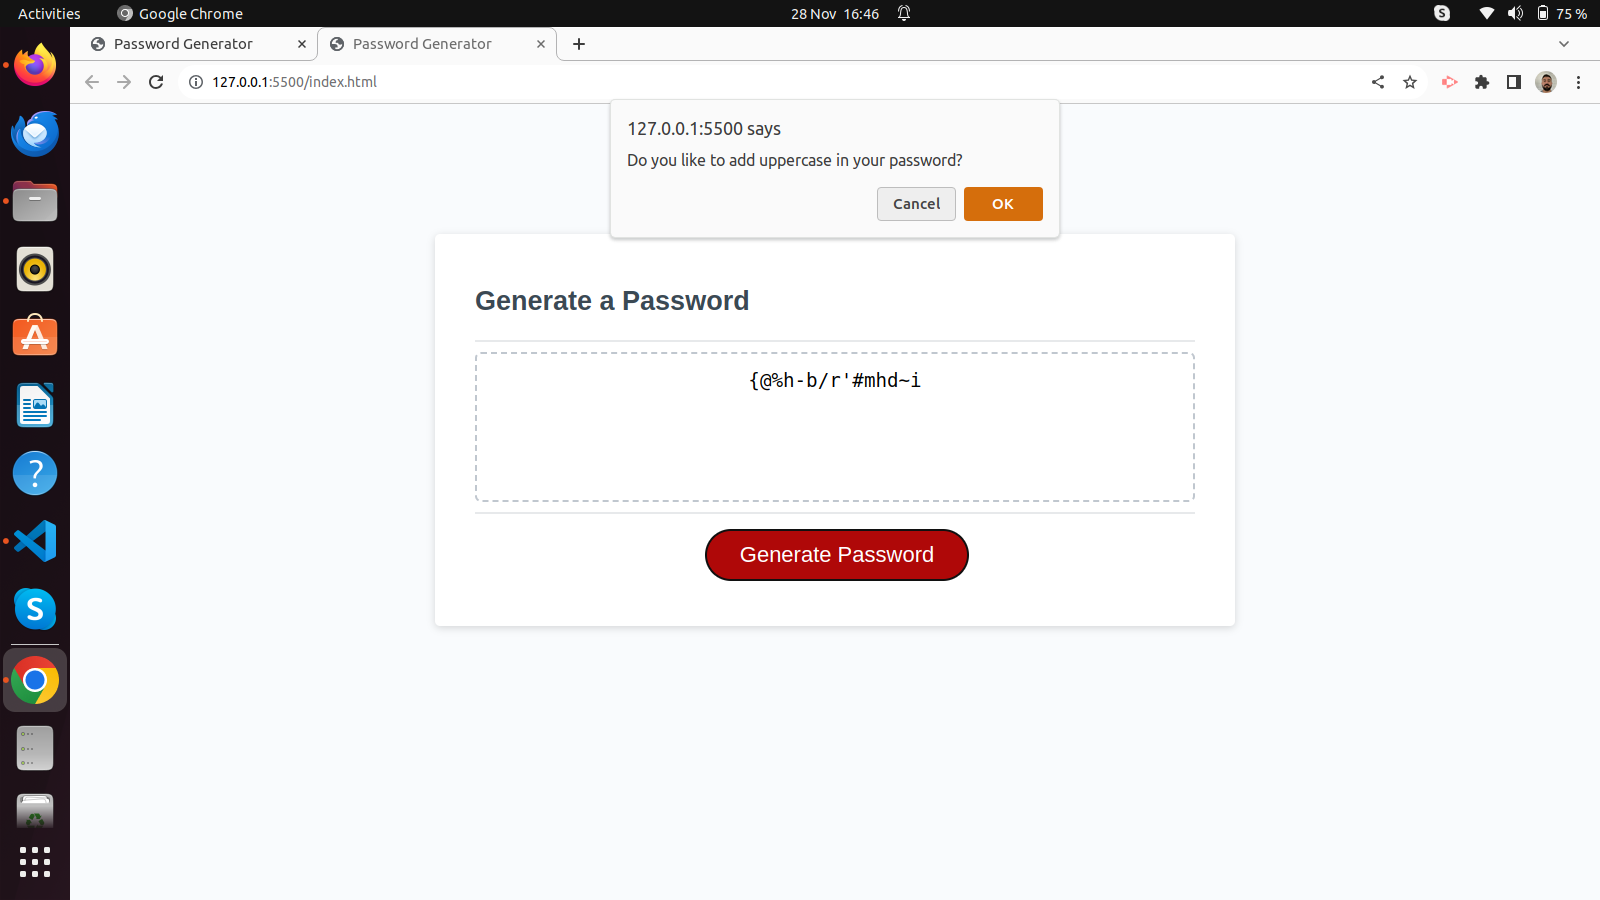 Activities
Google Chrome
28 Nov 16:46
75 %
Password Generator
Password Generator
127.0.0.1:5500/index.html
127.0.0.1:5500 says
Do you like to add uppercase in your password?
Cancel
OK
Generate a Password
{@%h-b/r'#mhd~i
Generate Password